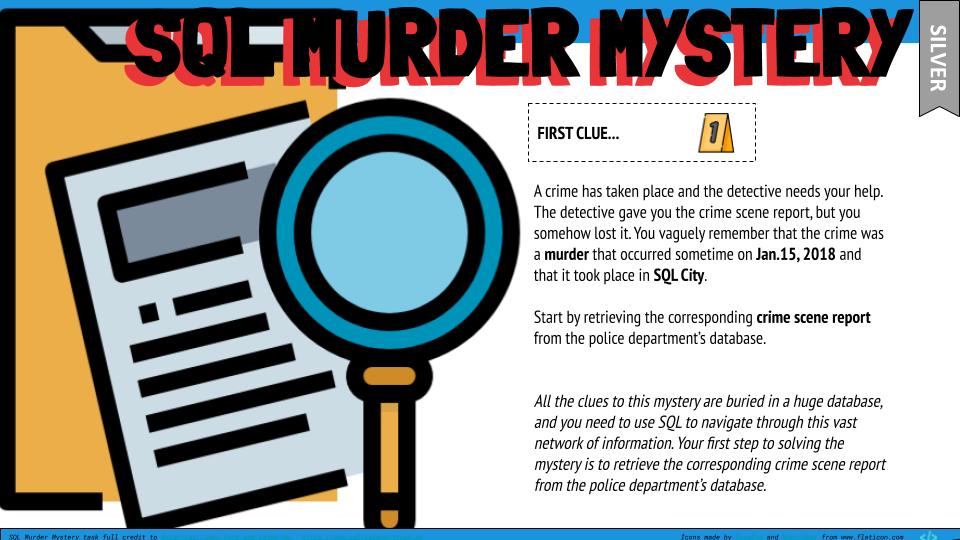 SQL MURDER MYSTERY
SILVER
FIRST CLUE...
1
A crime has taken place and the detective needs your help.
The detective gave you the crime scene report, but you
somehow lost it. You vaguely remember that the crime was
a murder that occurred sometime on Jan.15, 2018 and
that it took place in SQL City.
Start by retrieving the corresponding crime scene report
from the police department's database.
All the clues to this mystery are buried in a huge database,
and you need to use SQL to navigate through this vast
network of information. Your first step to solving the
mystery is to retrieve the corresponding crime scene report
from the police department's database.
SQL Murder Mystery task full credit to
Icons made by
and
from www.flaticon.com